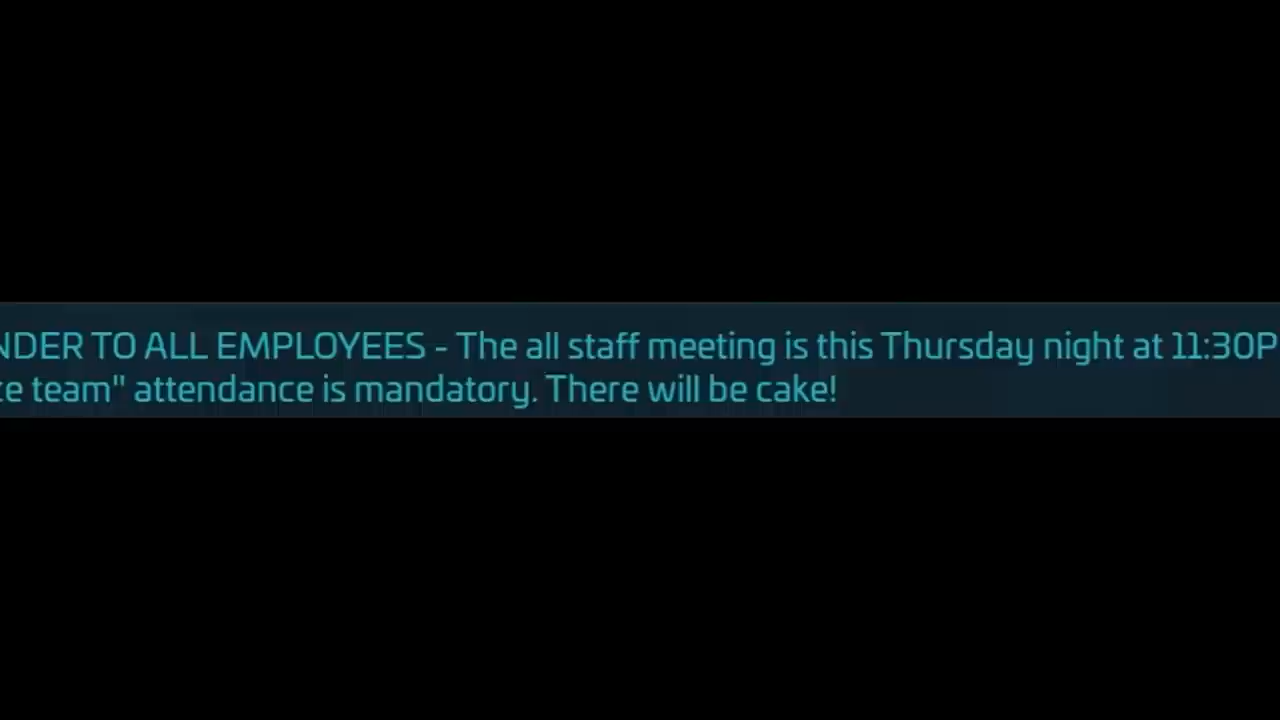 NDER TO ALL EMPLOYEES - The all staff meeting is this Thursday night at 11:30P
ce team" attendance is mandatory. There will be cake!